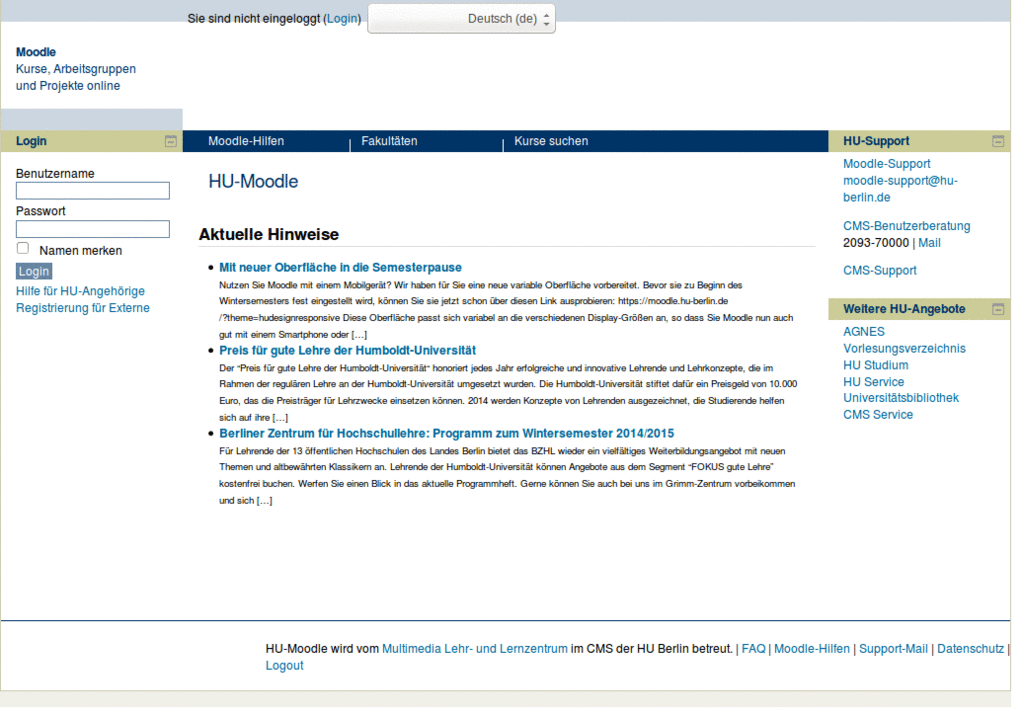 Sie sind nicht eingeloggt (Login)
Deutsch (de)
Moodle
Kurse, Arbeitsgruppen
und Projekte online
Login
Benutzername
Passwort
Namen merken
Login
Hilfe für HU-Angehörige
Registrierung für Externe
Moodle-Hilfen
Fakultäten
Kurse suchen
HU-Moodle
Aktuelle Hinweise
Mit neuer Oberfläche in die Semesterpause
Nutzen Sie Moodle mit einem Mobilgerät? Wir haben für Sie eine neue variable Oberfläche vorbereitet. Bevor sie zu Beginn des
Wintersemesters fest eingestellt wird, können Sie sie jetzt schon über diesen Link ausprobieren: https://moodle.hu-berlin.de
/?theme=hudesignresponsive Diese Oberfläche passt sich variabel an die verschiedenen Display-Größen an, so dass Sie Moodle nun auch
gut mit einem Smartphone oder […]
Preis für gute Lehre der Humboldt-Universität
Der "Preis für gute Lehre der Humboldt-Universität" honoriert jedes Jahr erfolgreiche und innovative Lehrende und Lehrkonzepte, die im
Rahmen der regulären Lehre an der Humboldt-Universität umgesetzt wurden. Die Humboldt-Universität stiftet dafür ein Preisgeld von 10.000
Euro, das die Preisträger für Lehrzwecke einsetzen können. 2014 werden Konzepte von Lehrenden ausgezeichnet, die Studierende helfen
sich auf ihre […]
Berliner Zentrum für Hochschullehre: Programm zum Wintersemester 2014/2015
Für Lehrende der 13 öffentlichen Hochschulen des Landes Berlin bietet das BZHL wieder ein vielfältiges Weiterbildungsangebot mit neuen
Themen und altbewährten Klassikern an. Lehrende der Humboldt-Universität können Angebote aus dem Segment "FOKUS gute Lehre"
kostenfrei buchen. Werfen Sie einen Blick in das aktuelle Programmheft. Gerne können Sie auch bei uns im Grimm-Zentrum vorbeikommen
und sich […]
HU-Support
Moodle-Support
moodle-support@hu-
berlin.de
CMS-Benutzerberatung
2093-70000 | Mail
CMS-Support
Weitere HU-Angebote
AGNES
Vorlesungsverzeichnis
HU Studium
HU Service
Universitätsbibliothek
CMS Service
HU-Moodle wird vom Multimedia Lehr- und Lernzentrum im CMS der HU Berlin betreut. | FAQ | Moodle-Hilfen | Support-Mail | Datenschutz |
Logout